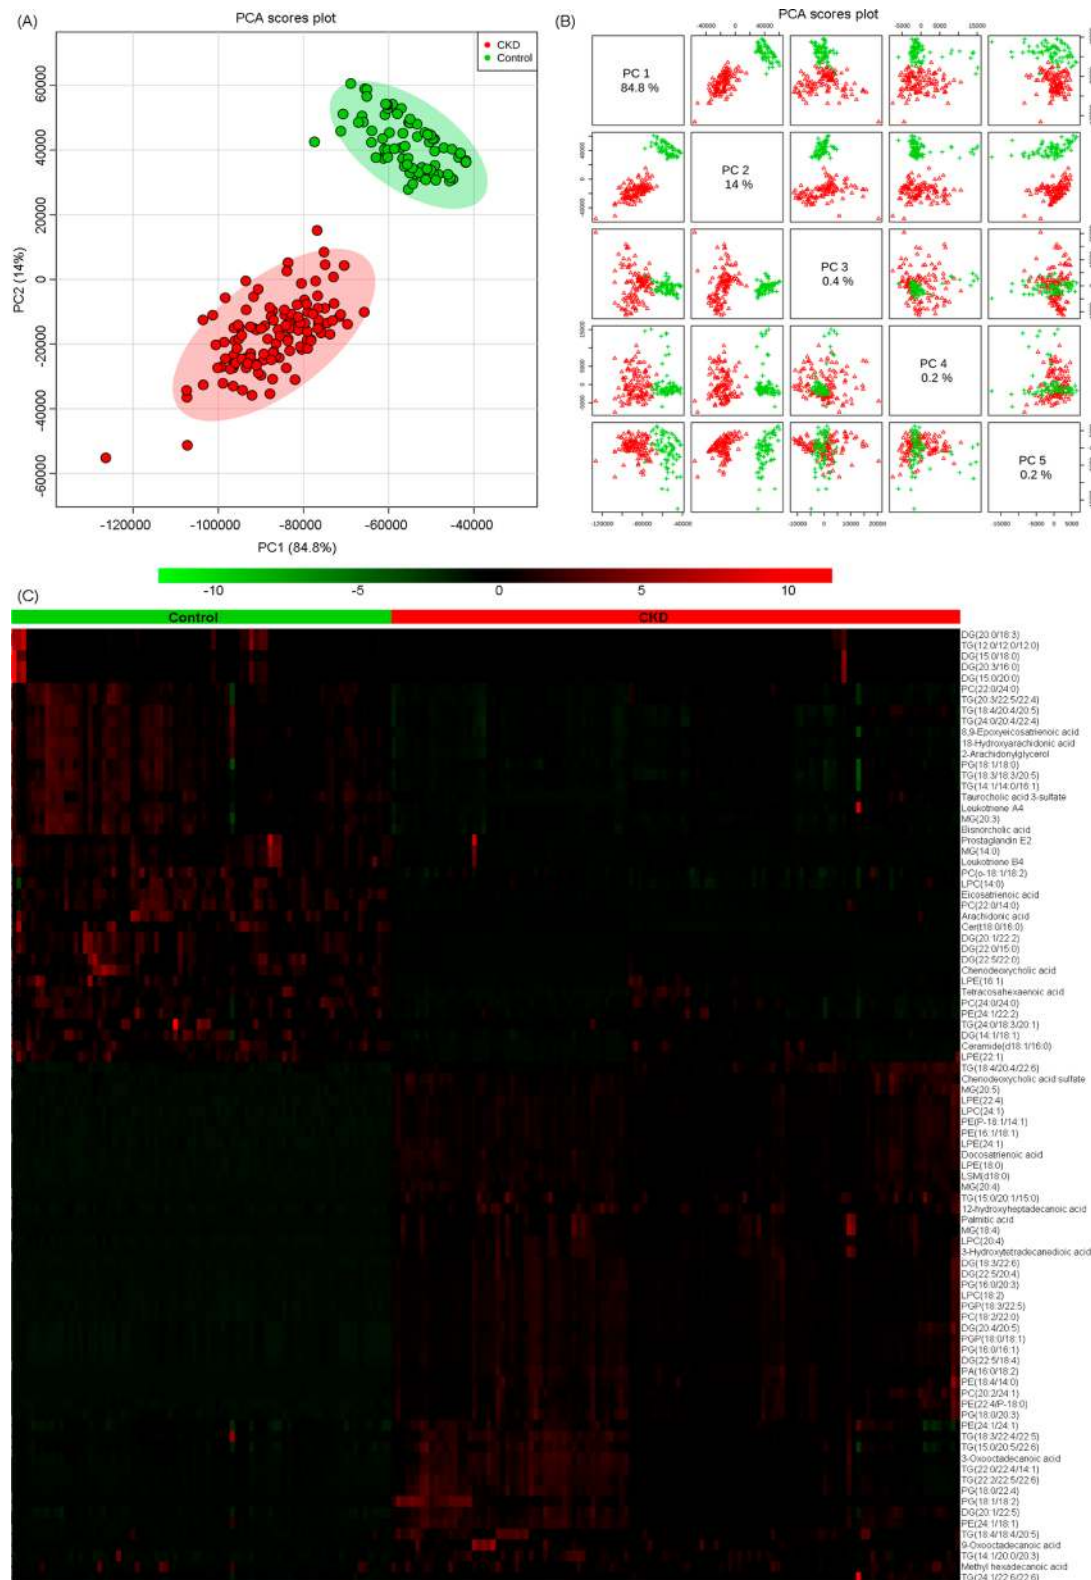 (A)
PCA scores plot
CKD
Control
60000
40000
20000
0
-20000
-40000
-60000
PC2 (14%)
-120000
-100000
-80000
-60000
-40000
PC1 (84.8%)
(B)
PCA scores plot
PC 1
84.8 %
PC 2
14 %
PC 3
0.4 %
PC 4
0.2 %
PC 5
0.2 %
-10
-5
0
5
10
(C)
Control
CKD
DG(20:0/18:3)
TG(12:0/12:0/12:0)
DG(15:0/18:0)
DG(20:3/16:0)
DG(15:0/20:0)
PC(22:0/24:0)
TG(20:3/22:5/22:4)
TG(18:4/20:4/20:5)
TG(24:0/20:4/22:4)
8,9-Epoxyeicosatrienoic acid
18-Hydroxyarachidonic acid
2-Arachidonylglycerol
PG(18:1/18:0)
TG(18:3/18:3/20:5)
TG(14:1/14:0/16:1)
Taurocholic acid 3-sulfate
Leukotriene A4
MG(20:3)
Bisnorcholic acid
Prostaglandin E2
MG(14:0)
Leukotriene B4
PC(o-18:1/18:2)
LPC(14:0)
Eicosatrienoic acid
PC(22:0/14:0)
Arachidonic acid
Cer(t18:0/16:0)
DG(20:1/22:2)
DG(22:0/15:0)
DG(22:5/22:0)
Chenodeoxycholic acid
LPE(16:1)
Tetracosahexaenoic acid
PC(24:0/24:0)
PE(24:1/22:2)
TG(24:0/18:3/20:1)
DG(14:1/18:1)
Ceramide(d18:1/16:0)
LPE(22:1)
TG(18:4/20:4/22:6)
Chenodeoxycholic acid sulfate
MG(20:5)
LPE(22:4)
LPC(24:1)
PE(P-18:1/14:1)
PE(16:1/18:1)
LPE(24:1)
Docosatrienoic acid
LPE(18:0)
LSM(d18:0)
MG(20:4)
TG(15:0/20:1/15:0)
12-hydroxyheptadecanoic acid
Palmitic acid
MG(18:4)
LPC(20:4)
3-Hydroxytetradecanedioic acid
DG(18:3/22:6)
DG(22:5/20:4)
PG(16:0/20:3)
LPC(18:2)
PGP(18:3/22:5)
PC(18:2/22:0)
DG(20:4/20:5)
PGP(18:0/18:1)
PG(16:0/16:1)
DG(22:5/18:4)
PA(16:0/18:2)
PE(18:4/14:0)
PC(20:2/24:1)
PE(22:4/P-18:0)
PG(18:0/20:3)
PE(24:1/24:1)
TG(18:3/22:4/22:5)
TG(15:0/20:5/22:6)
3-Oxooctadecanoic acid
TG(22:0/22:4/14:1)
TG(22:2/22:5/22:6)
PG(18:0/22:4)
PG(18:1/18:2)
DG(20:1/22:5)
PE(24:1/18:1)
TG(18:4/18:4/20:5)
9-Oxooctadecanoic acid
TG(14:1/20:0/20:3)
Methyl hexadecanoic acid
TG(24:1/22:6/22:6)